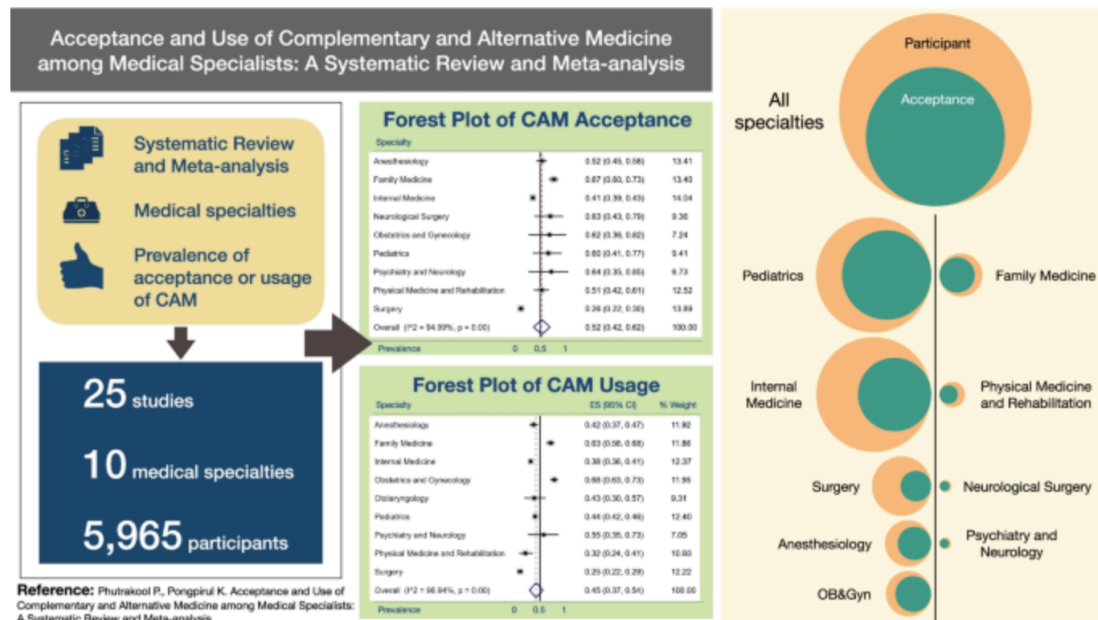 Acceptance and Use of Complementary and Alternative Medicine
among Medical Specialists: A Systematic Review and Meta-analysis
Systematic Review
and Meta-analysis
Medical specialties
Prevalence of
acceptance or usage
of CAM
25 studies
10 medical specialties
5,965 participants
Reference: Phutrakool P., Pongpirul K. Acceptance and Use of
Complementary and Alternative Medicine among Medical Specialists:
A Systematic Review and Meta-analysis
Forest Plot of CAM Acceptance
Specialty
Anesthesiology 0.52 (0.45, 0.58) 13.41
Family Medicine 0.67 (0.60, 0.73) 13.40
Internal Medicine 0.41 (0.39, 0.43) 14.04
Neurological Surgery 0.63 (0.43, 0.79) 9.36
Obstetrics and Gynecology 0.62 (0.36, 0.82) 7.24
Pediatrics 0.60 (0.41, 0.77) 9.41
Psychiatry and Neurology 0.64 (0.35, 0.85) 6.73
Physical Medicine and Rehabilitation 0.51 (0.42, 0.61) 12.52
Surgery 0.26 (0.22, 0.30) 13.89
Overall (I^2 = 94.99%, p = 0.00) 0.52 (0.42, 0.62) 100.00
Prevalence 0 0.5 1
Forest Plot of CAM Usage
Specialty ES (95% CI) % Weight
Anesthesiology 0.42 (0.37, 0.47) 11.92
Family Medicine 0.63 (0.58, 0.68) 11.86
Internal Medicine 0.38 (0.36, 0.41) 12.37
Obstetrics and Gynecology 0.68 (0.63, 0.73) 11.95
Otolaryngology 0.43 (0.30, 0.57) 9.31
Pediatrics 0.44 (0.42, 0.46) 12.40
Psychiatry and Neurology 0.55 (0.35, 0.73) 7.05
Physical Medicine and Rehabilitation 0.32 (0.24, 0.41) 10.93
Surgery 0.25 (0.22, 0.29) 12.22
Overall (I^2 = 96.94%, p = 0.00) 0.45 (0.37, 0.54) 100.00
Prevalence 0 0.5 1
Participant
Acceptance
All
specialties
Pediatrics
Family Medicine
Internal
Medicine
Physical Medicine
and Rehabilitation
Surgery
Neurological Surgery
Anesthesiology
Psychiatry and
Neurology
OB&Gyn